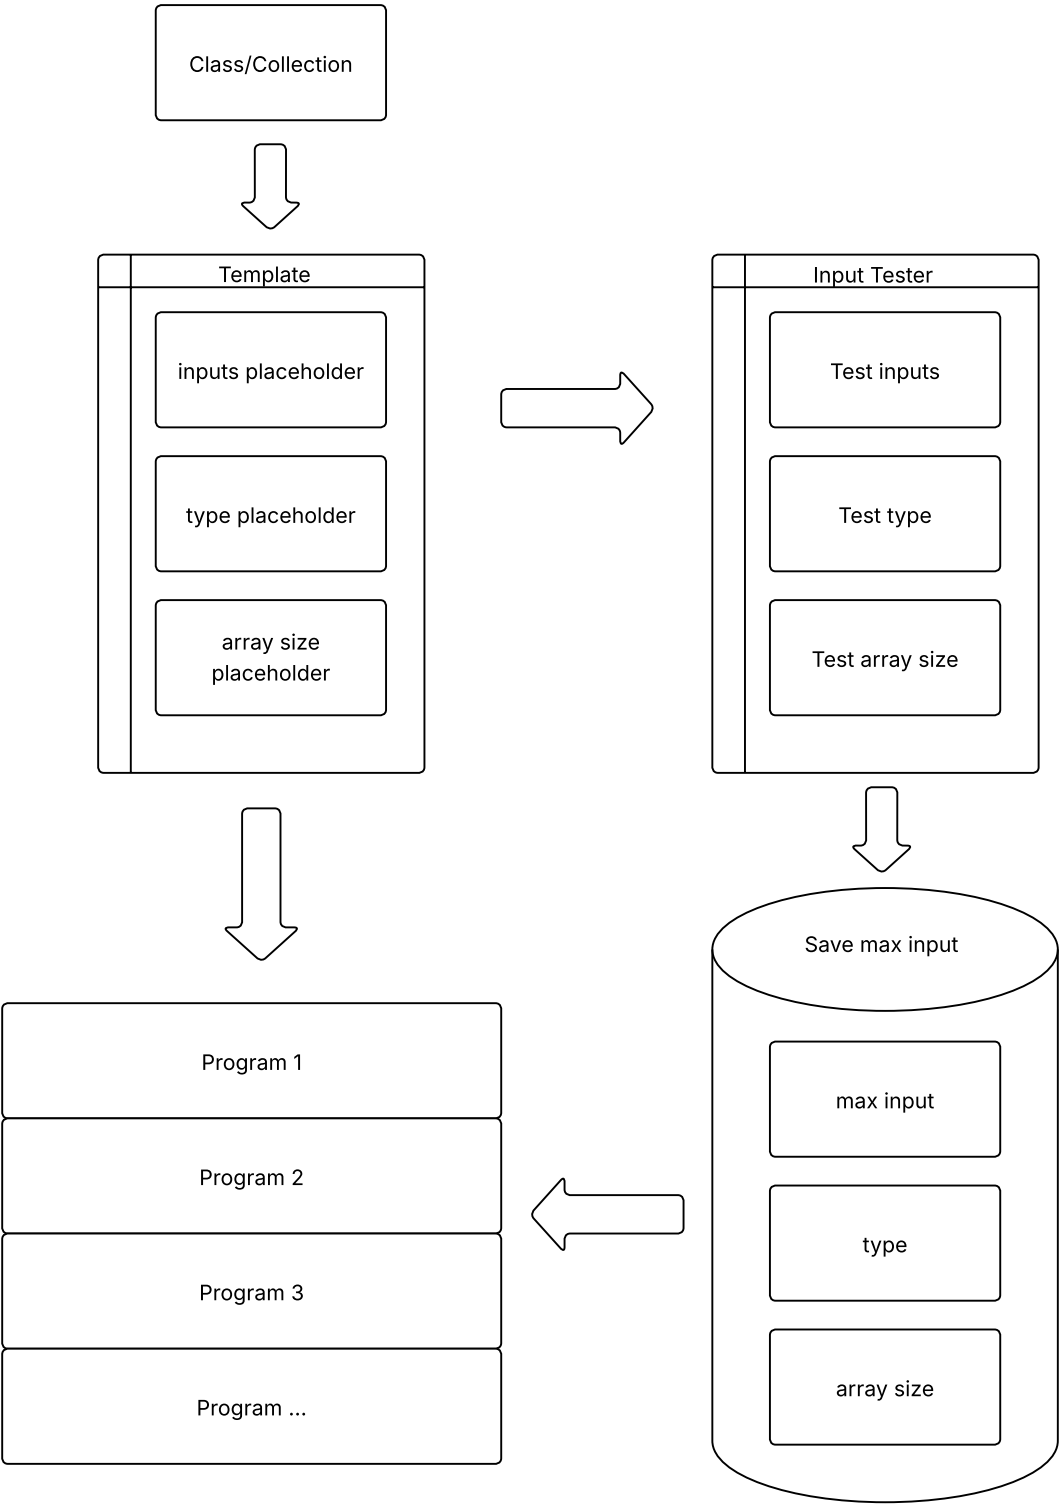 Class/Collection
Template
inputs placeholder
type placeholder
array size
placeholder
Input Tester
Test inputs
Test type
Test array size
Save max input
max input
type
array size
Program 1
Program 2
Program 3
Program ...